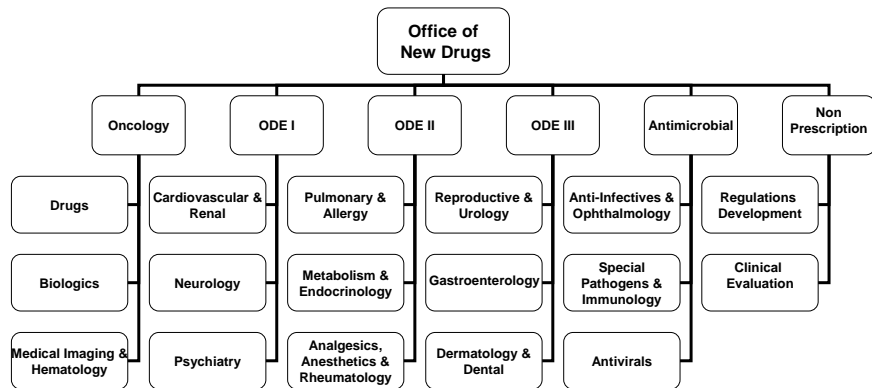 Office of
New Drugs
Oncology
ODE I
ODE II
ODE III
Antimicrobial
Non
Prescription
Drugs
Cardiovascular &
Renal
Pulmonary &
Allergy
Reproductive &
Urology
Anti-Infectives &
Ophthalmology
Regulations
Development
Biologics
Neurology
Metabolism &
Endocrinology
Gastroenterology
Special
Pathogens &
Immunology
Clinical
Evaluation
Medical Imaging &
Hematology
Psychiatry
Analgesics,
Anesthetics &
Rheumatology
Dermatology &
Dental
Antivirals